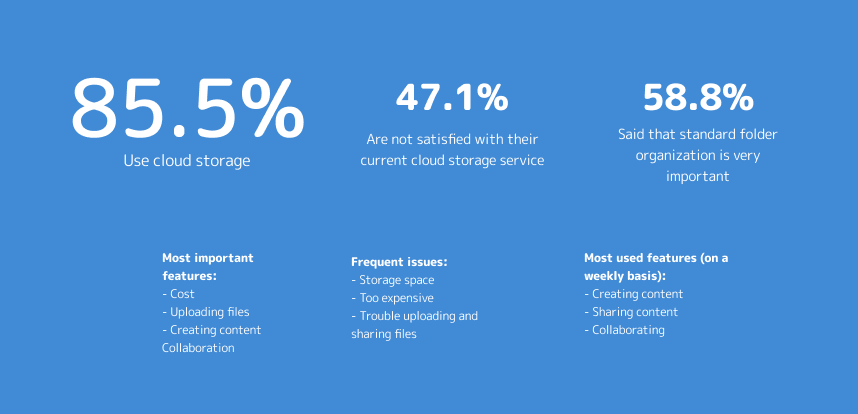 85.5%
Use cloud storage
47.1%
Are not satisfied with their
current cloud storage service
58.8%
Said that standard folder
organization is very
important
Most important
features:
- Cost
- Uploading files
- Creating content
Collaboration
Frequent issues:
- Storage space
- Too expensive
- Trouble uploading and
sharing files
Most used features (on a
weekly basis):
- Creating content
- Sharing content
- Collaborating